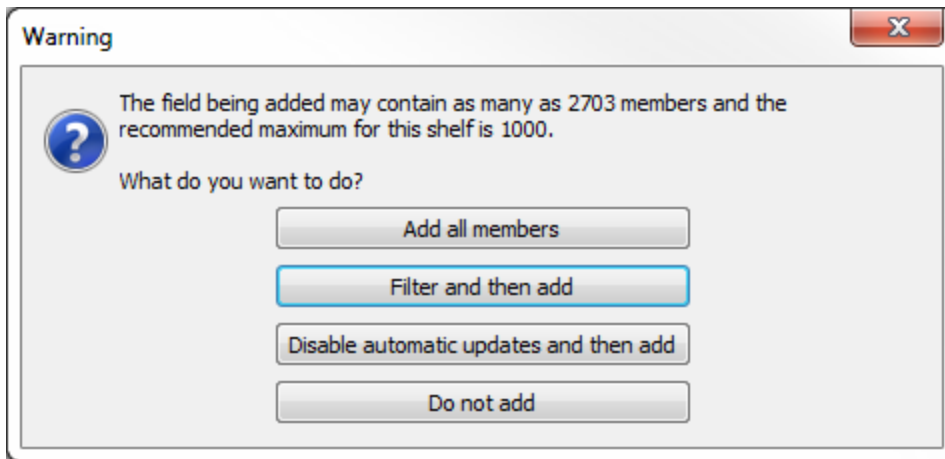 Warning
The field being added may contain as many as 2703 members and the
recommended maximum for this shelf is 1000.
What do you want to do?
Add all members
Filter and then add
Disable automatic updates and then add
Do not add